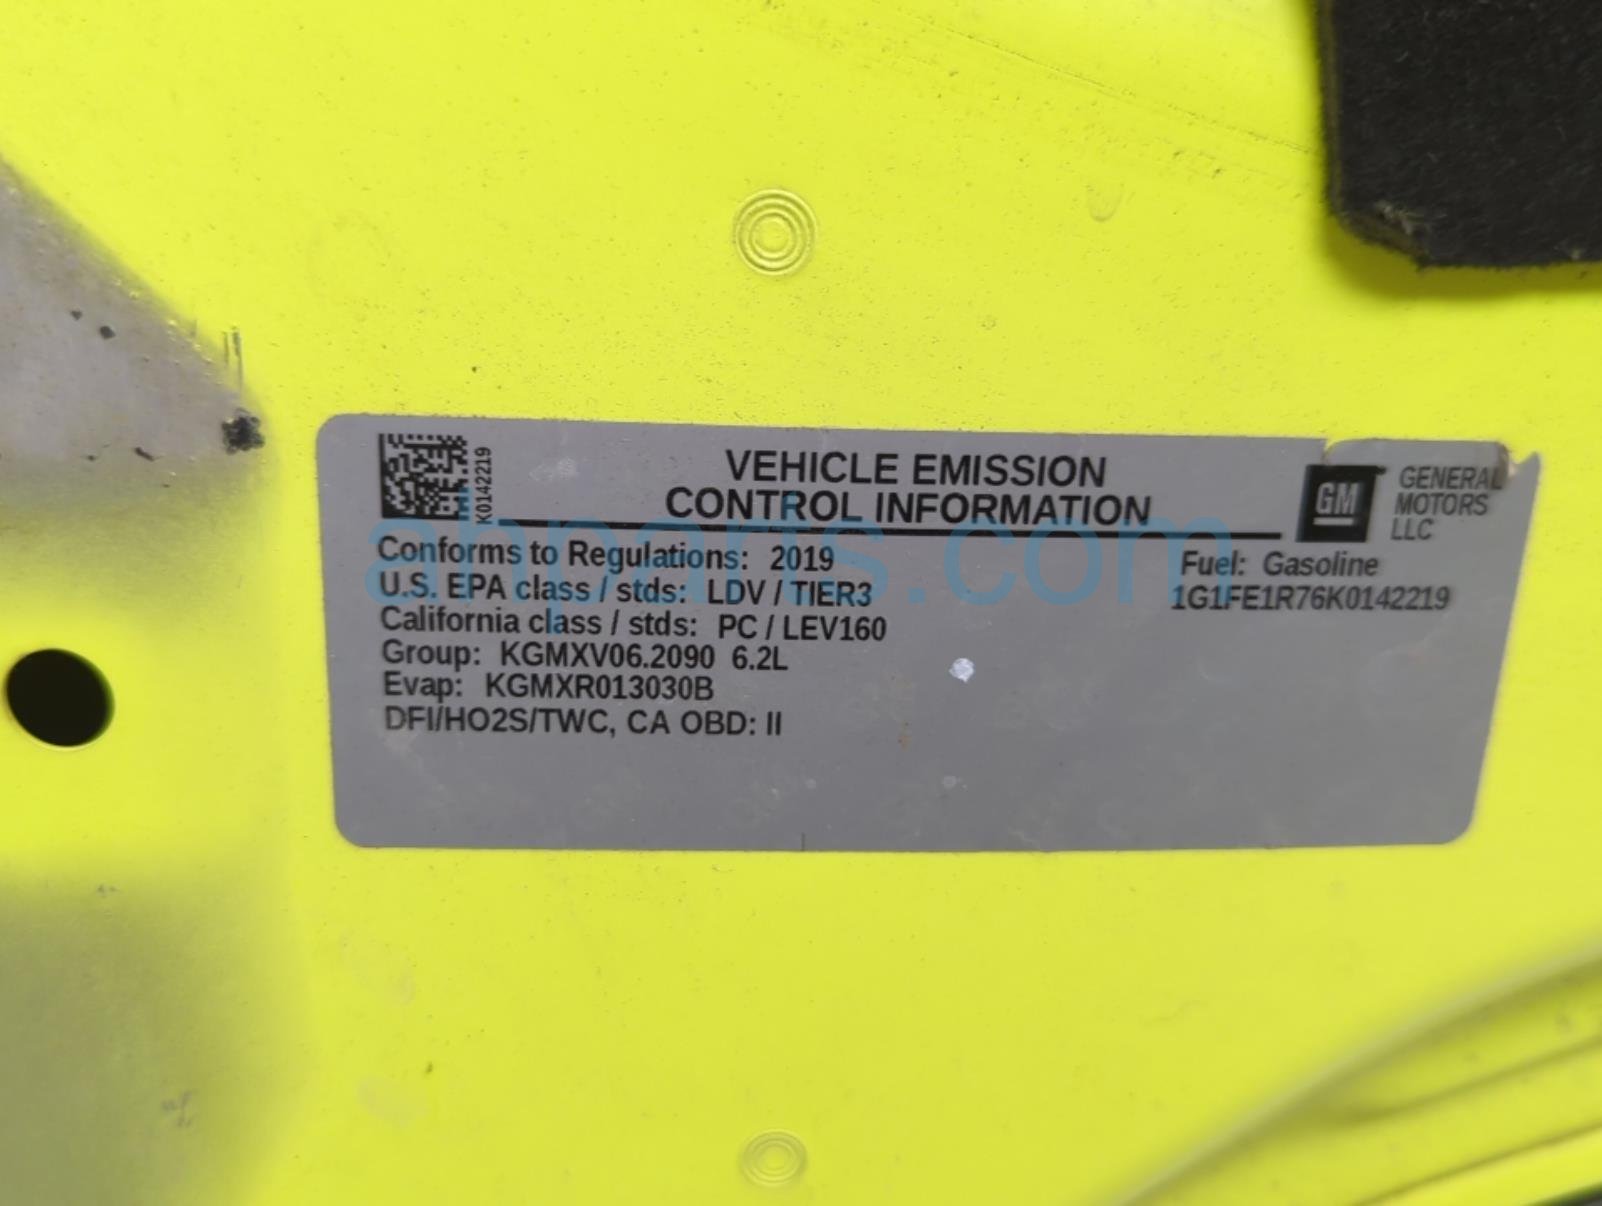 K0142219
VEHICLE EMISSION
CONTROL INFORMATION
GM
GENERAL
MOTORS
LLC
Conforms to Regulations: 2019
U.S. EPA class / stds: LDV / TIER3
California class / stds: PC / LEV160
Group: KGMXV06.2090 6.2L
Evap: KGMXR013030B
DFI/HO2S/TWC, CA OBD: II
Fuel: Gasoline
1G1FE1R76K0142219
ahparts.com